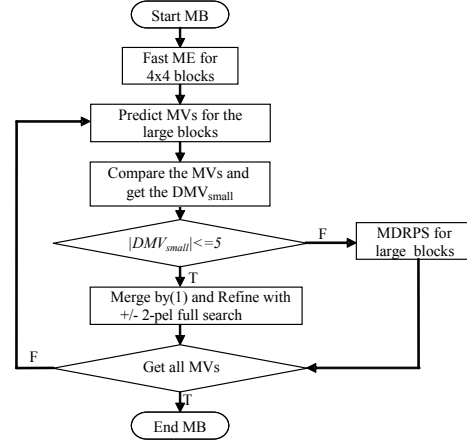 Start MB
Fast ME for
4x4 blocks
Predict MVs for the
large blocks
Compare the MVs and
get the DMVsmall
|DMVsmall|<=5
F
MDRPS for
large blocks
T
Merge by(1) and Refine with
+/- 2-pel full search
F
Get all MVs
T
End MB